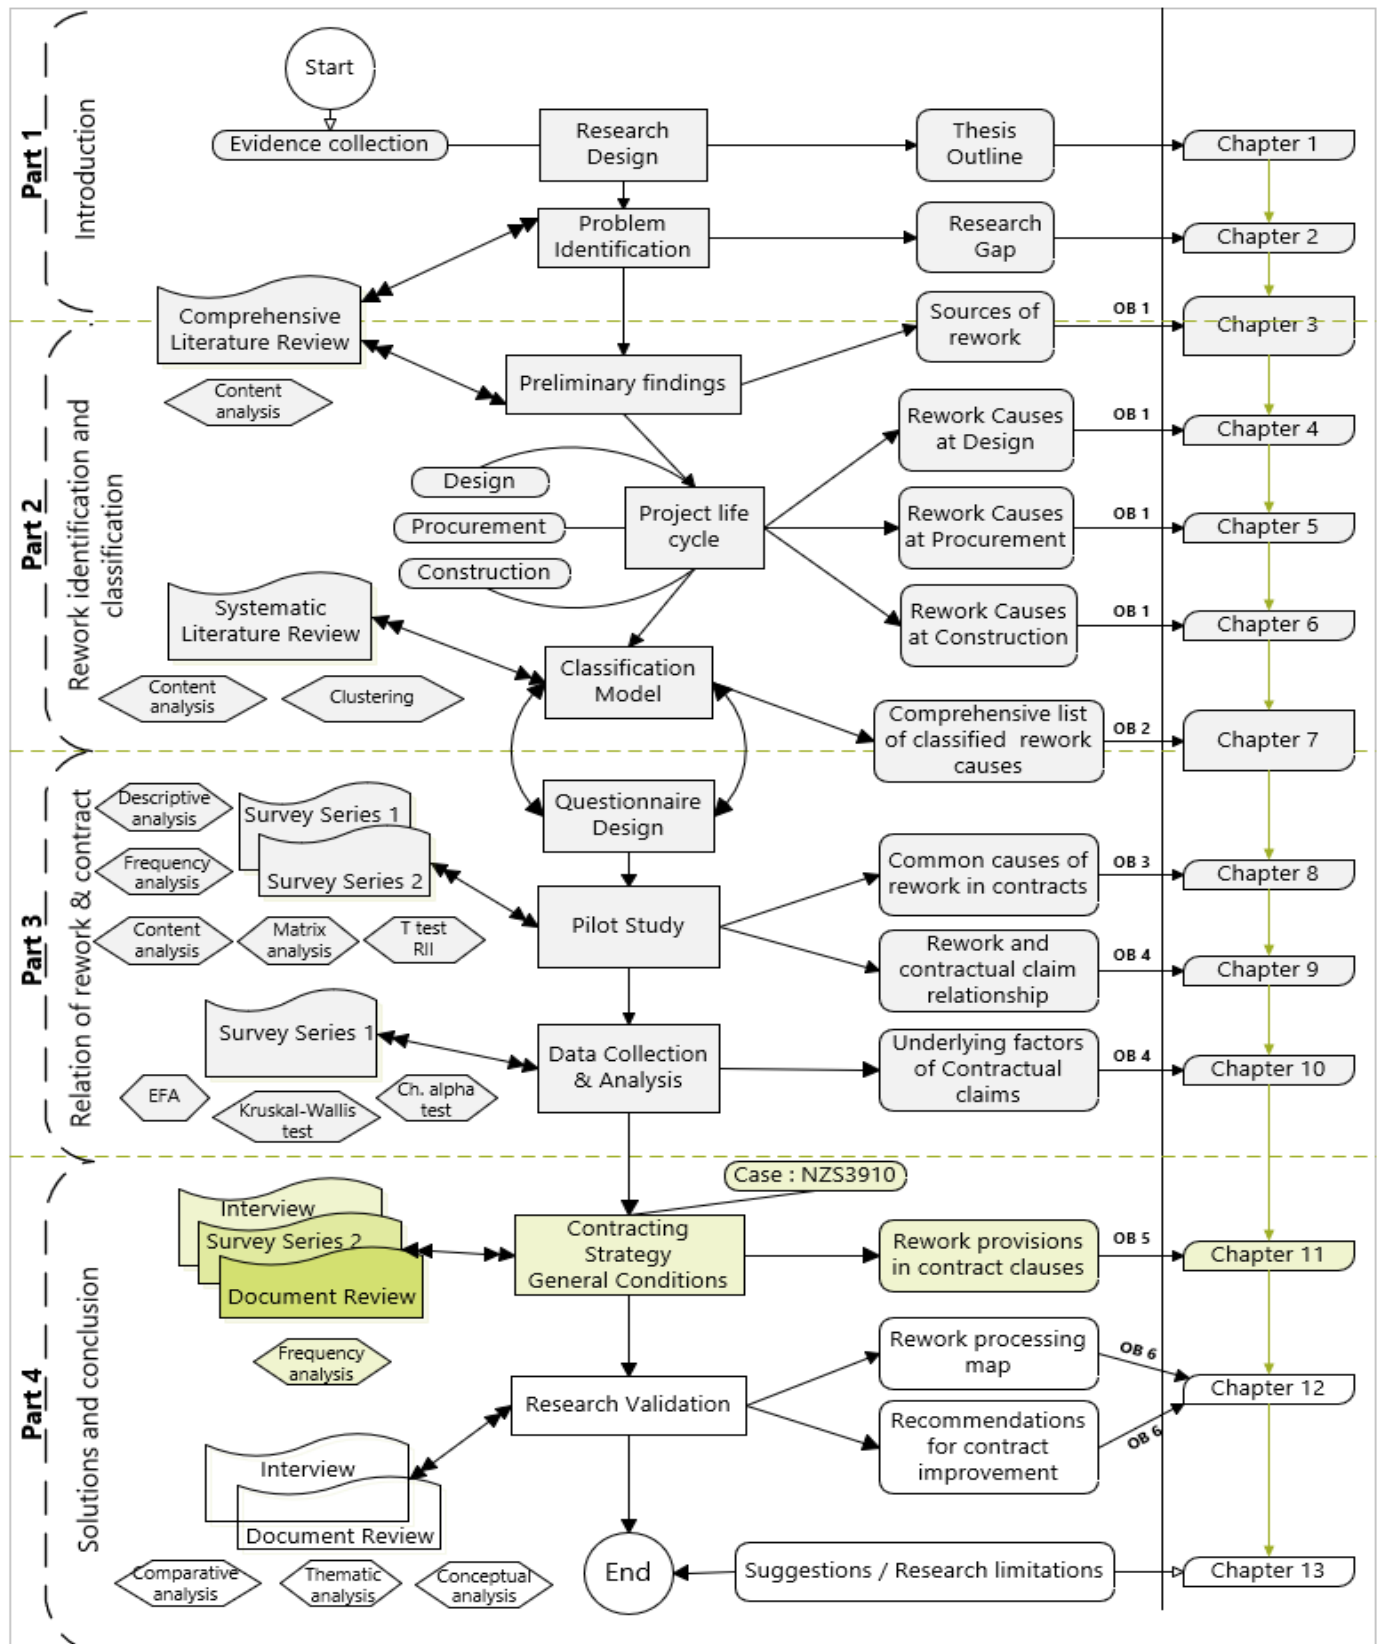 Part 1
Introduction
Start
Evidence collection
Research
Design
Thesis
Outline
Chapter 1
Problem
Identification
Research
Gap
Chapter 2
Comprehensive
Literature Review
Content
analysis
Sources of
rework
OB 1
Chapter 3
Part 2
Rework identification and
classification
Preliminary findings
Rework Causes
at Design
OB 1
Chapter 4
Design
Procurement
Construction
Project life
cycle
Rework Causes
at Procurement
OB 1
Chapter 5
Systematic
Literature Review
Content
analysis
Clustering
Rework Causes
at Construction
OB 1
Chapter 6
Classification
Model
Comprehensive list
of classified rework
causes
OB 2
Chapter 7
Part 3
Relation of rework & contract
Descriptive
analysis
Survey Series 1
Survey Series 2
Frequency
analysis
Content
analysis
Matrix
analysis
T test
RII
Questionnaire
Design
Pilot Study
Common causes of
rework in contracts
OB 3
Chapter 8
Rework and
contractual claim
relationship
OB 4
Chapter 9
Survey Series 1
EFA
Kruskal-Wallis
test
Ch. alpha
test
Data Collection
& Analysis
Underlying factors
of Contractual
claims
OB 4
Chapter 10
Part 4
Solutions and conclusion
Case : NZS3910
Interview
Survey Series 2
Document Review
Frequency
analysis
Contracting
Strategy
General Conditions
Rework provisions
in contract clauses
OB 5
Chapter 11
Research Validation
Rework processing
map
OB 6
Chapter 12
Recommendations
for contract
improvement
OB 6
Interview
Document Review
Comparative
analysis
Thematic
analysis
Conceptual
analysis
End
Suggestions / Research limitations
Chapter 13